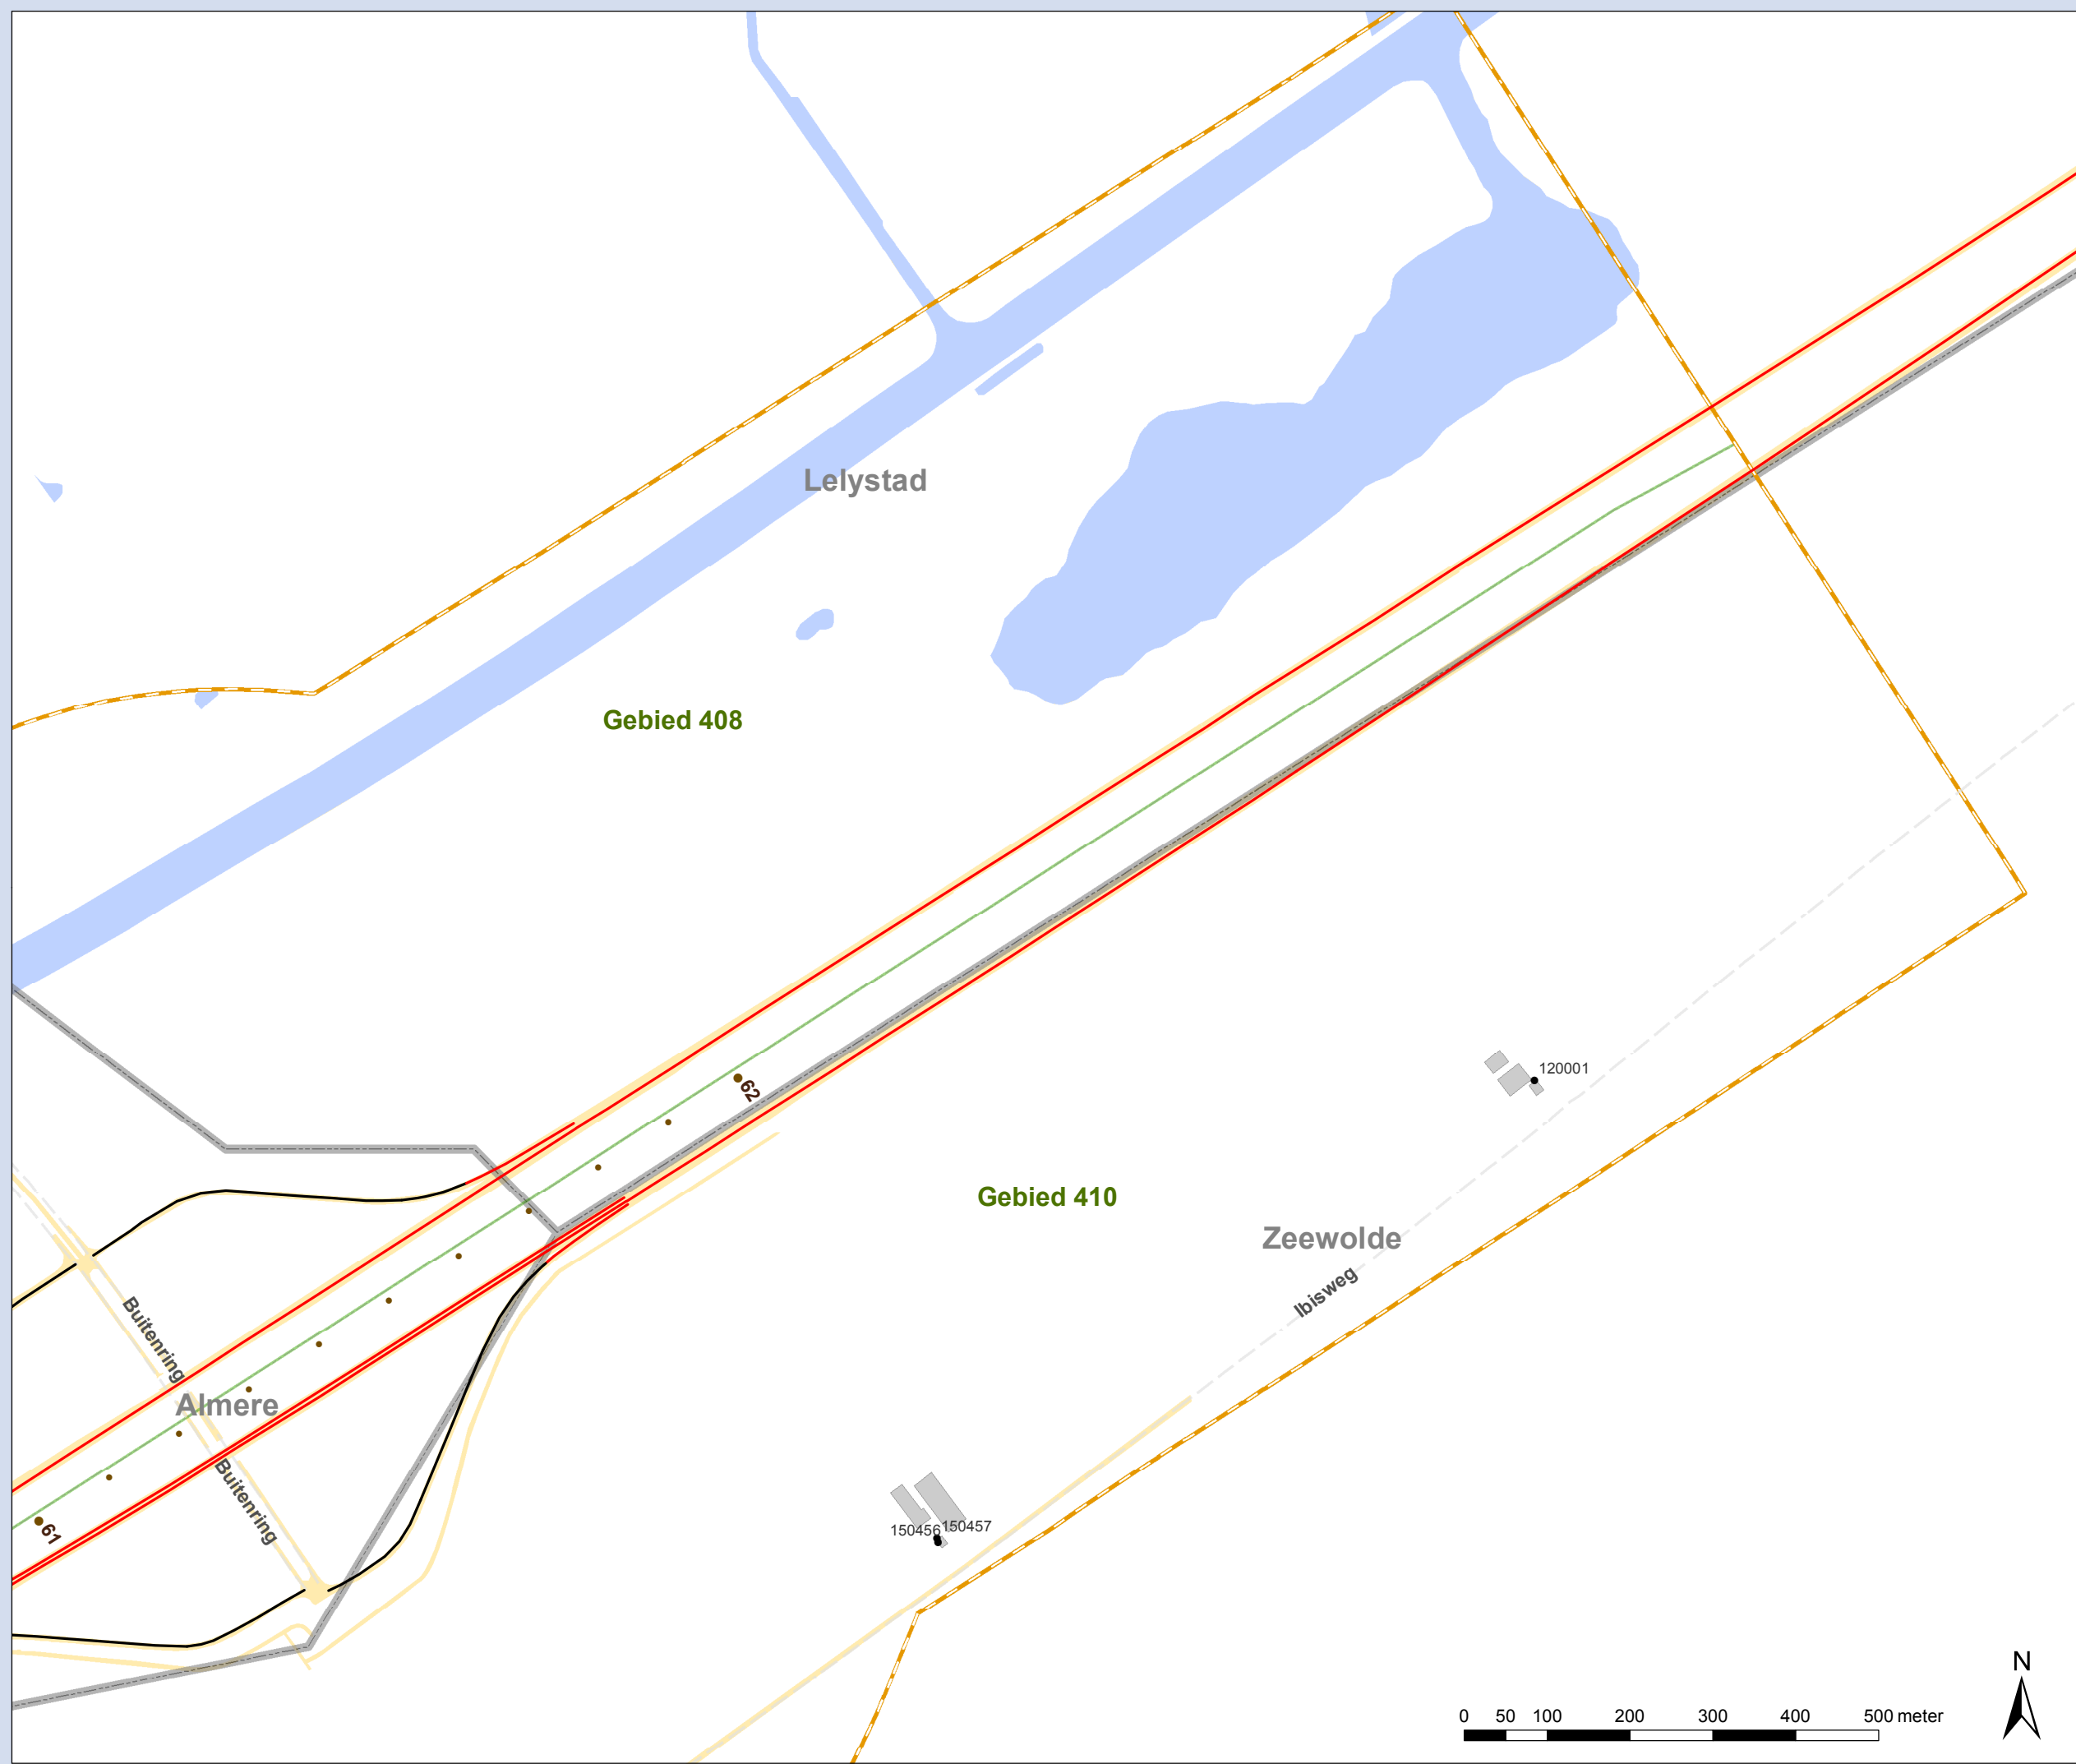 Lelystad
Gebied 408
62
120001
Gebied 410
Zeewolde
Ibisweg
Buitenring
Almere
Buitenring
61
150456
150457
N
0 50 100 200 300 400 500 meter